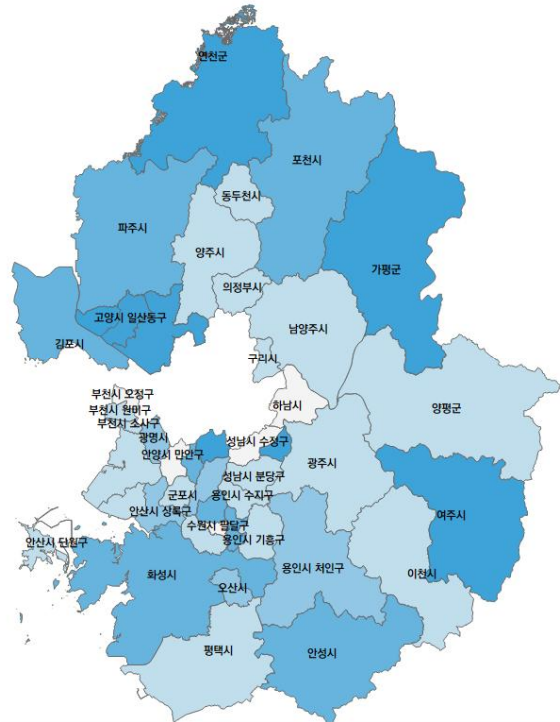 연천군
포천시
동두천시
파주시
양주시
가평군
의정부시
고양시 일산동구
남양주시
김포시
구리시
부천시 오정구
하남시
양평군
부천시 원미구
부천시 소사구
광명시
성남시 수정구
안양시 만안구
광주시
성남시 분당구
군포시
용인시 수지구
여주시
안산시 상록구
수원시 팔달구
안산시 단원구
용인시 기흥구
화성시
용인시 처인구
이천시
오산시
평택시
안성시